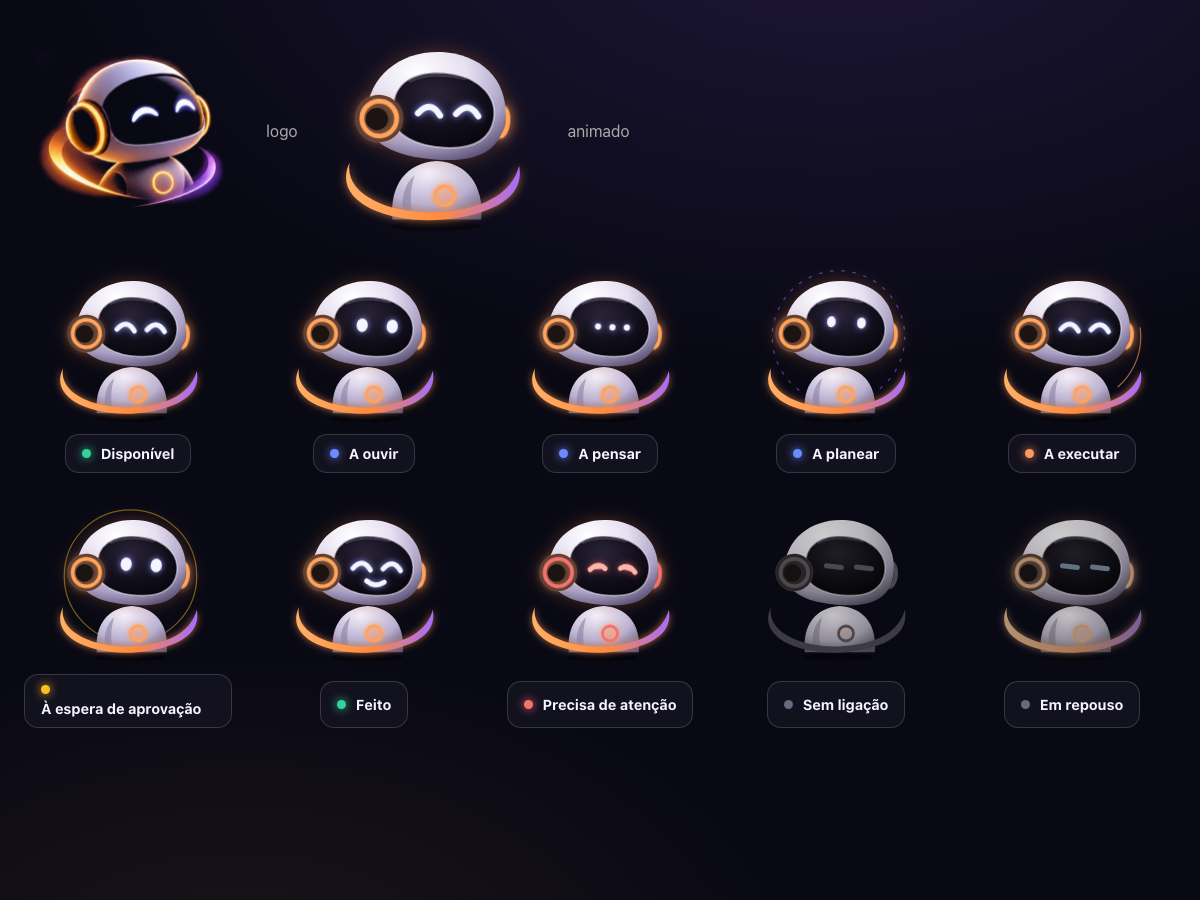 logo
animado
Disponível
A ouvir
A pensar
A planear
A executar
À espera de aprovação
Feito
Precisa de atenção
Sem ligação
Em repouso